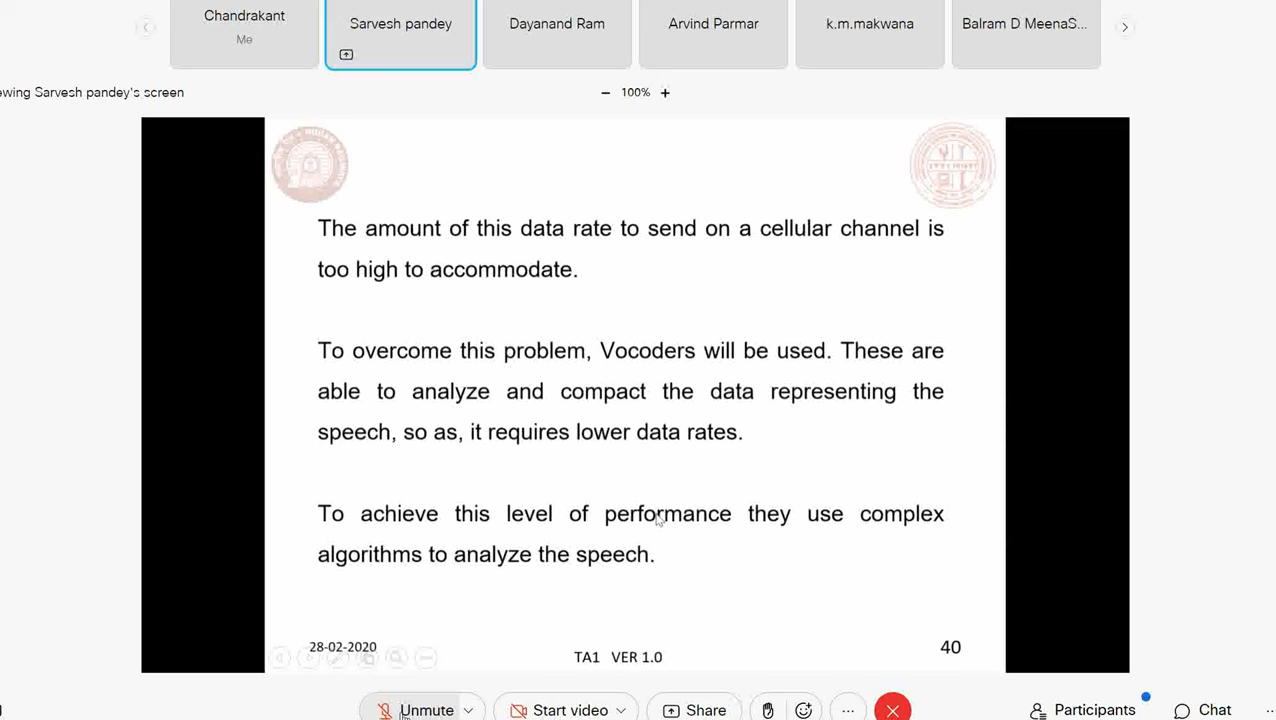 Chandrakant
Me
Sarvesh pandey
Dayanand Ram
Arvind Parmar
k.m.makwana
Balram D MeenaS...
ewing Sarvesh pandey's screen
100%
The amount of this data rate to send on a cellular channel is
too high to accommodate.
To overcome this problem, Vocoders will be used. These are
able to analyze and compact the data representing the
speech, so as, it requires lower data rates.
To achieve this level of performance they use complex
algorithms to analyze the speech.
28-02-2020
TA1 VER 1.0
40
Unmute
Start video
Share
...
Participants
Chat